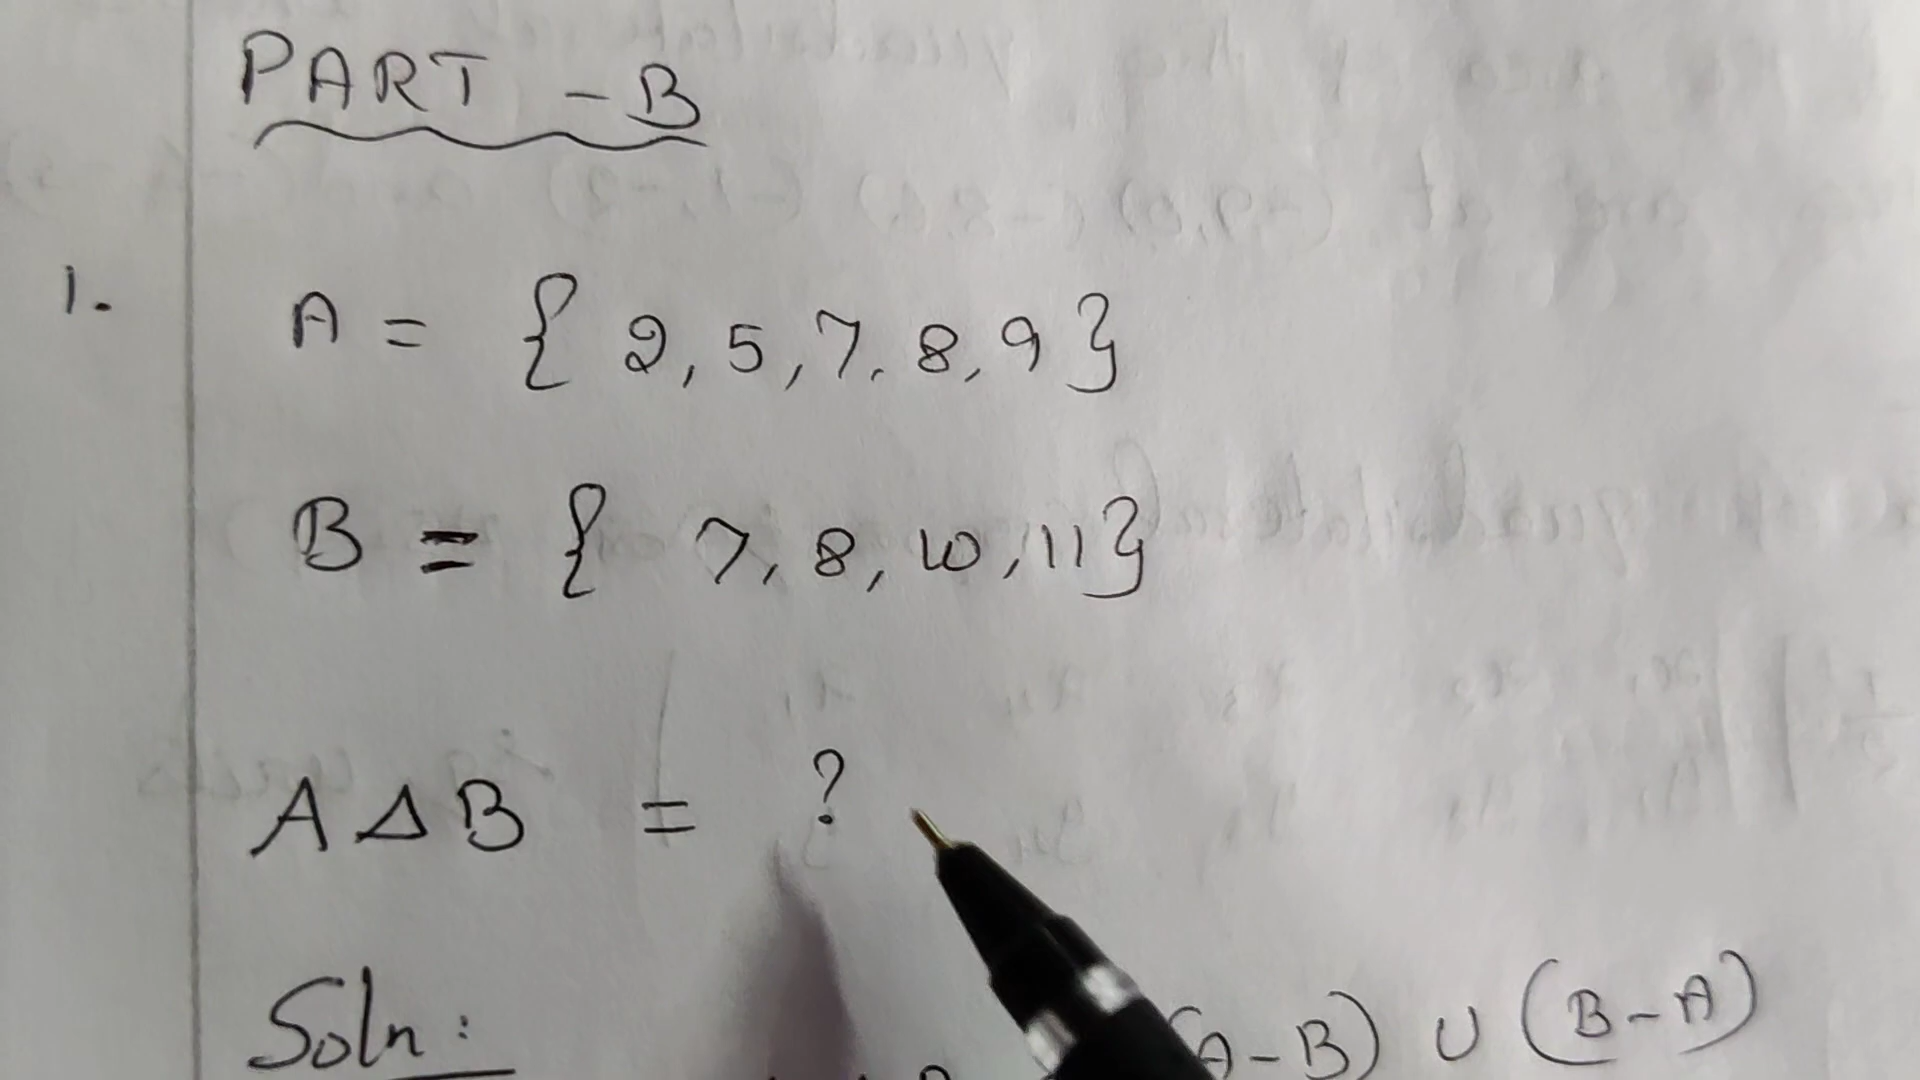 PART - B
1. A = { 2, 5, 7, 8, 9 }
B = { 7, 8, 10, 11 }
A Δ B = ?
Soln: (A - B) ∪ (B - A)